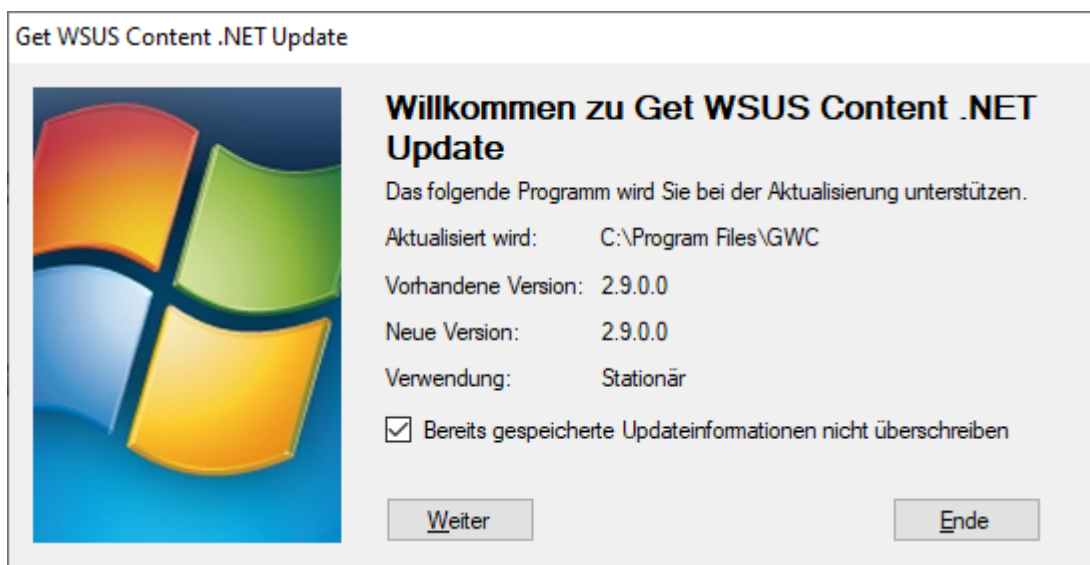 Get WSUS Content .NET Update
Willkommen zu Get WSUS Content .NET
Update
Das folgende Programm wird Sie bei der Aktualisierung unterstützen.
Aktualisiert wird: C:\Program Files\GWC
Vorhandene Version: 2.9.0.0
Neue Version: 2.9.0.0
Verwendung: Stationär
Bereits gespeicherte Updateinformationen nicht überschreiben
Weiter Ende